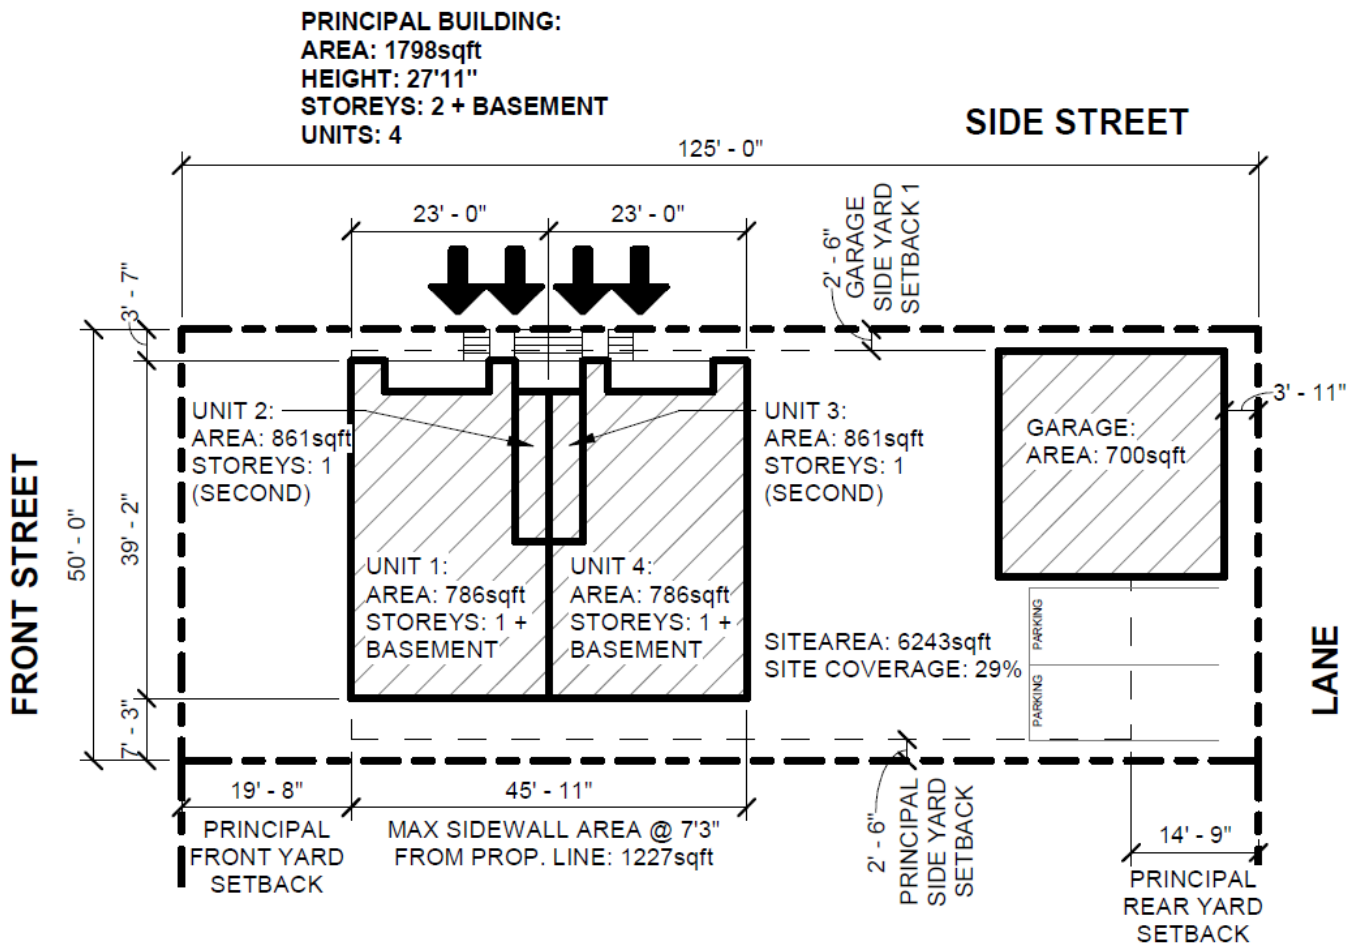 PRINCIPAL BUILDING:
AREA: 1798sqft
HEIGHT: 27'11"
STOREYS: 2 + BASEMENT
UNITS: 4
SIDE STREET
125' - 0"
23' - 0"
23' - 0"
2' - 6"
GARAGE
SIDE YARD
SETBACK 1
3' - 7"
50' - 0"
39' - 2"
7' - 3"
FRONT STREET
UNIT 2:
AREA: 861sqft
STOREYS: 1
(SECOND)
UNIT 3:
AREA: 861sqft
STOREYS: 1
(SECOND)
GARAGE:
AREA: 700sqft
3' - 11"
UNIT 1:
AREA: 786sqft
STOREYS: 1 +
BASEMENT
UNIT 4:
AREA: 786sqft
STOREYS: 1 +
BASEMENT
SITEAREA: 6243sqft
SITE COVERAGE: 29%
PARKING
PARKING
LANE
19' - 8"
PRINCIPAL
FRONT YARD
SETBACK
45' - 11"
MAX SIDEWALL AREA @ 7'3"
FROM PROP. LINE: 1227sqft
2' - 6"
PRINCIPAL
SIDE YARD
SETBACK
14' - 9"
PRINCIPAL
REAR YARD
SETBACK